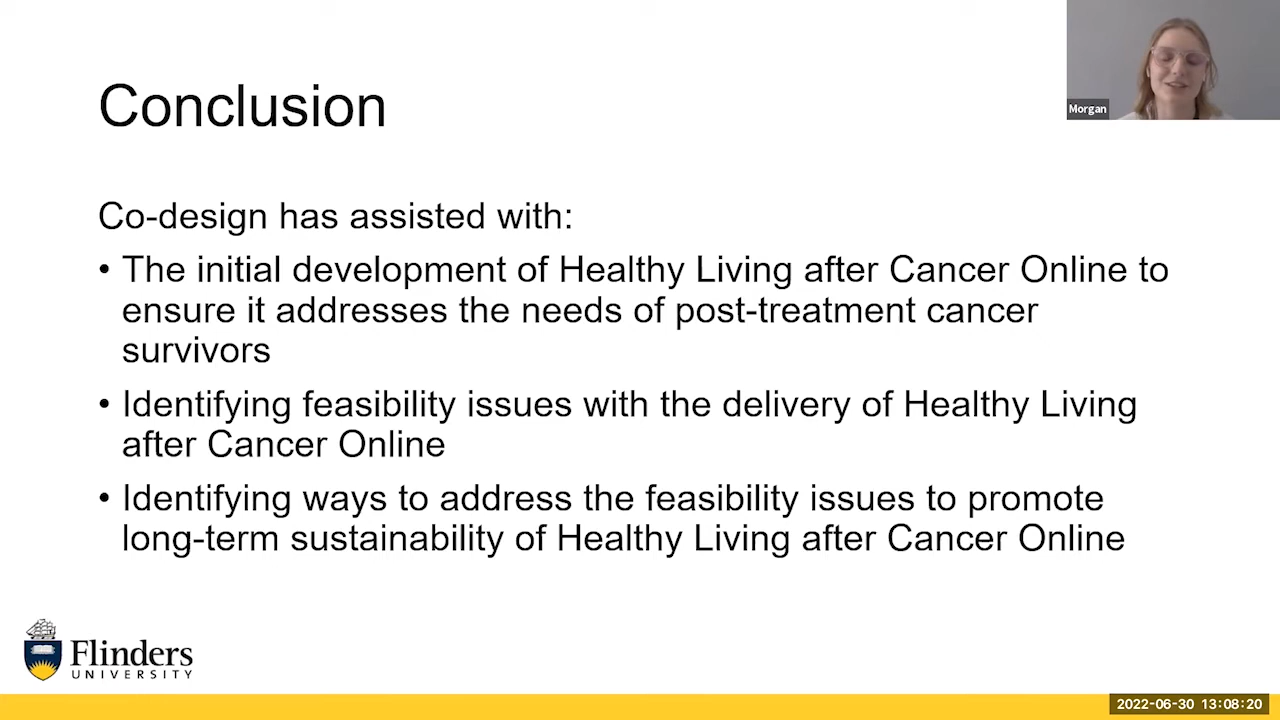 Conclusion
Morgan
Co-design has assisted with:
• The initial development of Healthy Living after Cancer Online to
ensure it addresses the needs of post-treatment cancer
survivors
• Identifying feasibility issues with the delivery of Healthy Living
after Cancer Online
• Identifying ways to address the feasibility issues to promote
long-term sustainability of Healthy Living after Cancer Online
Flinders
UNIVERSITY
2022-06-30 13:08:20